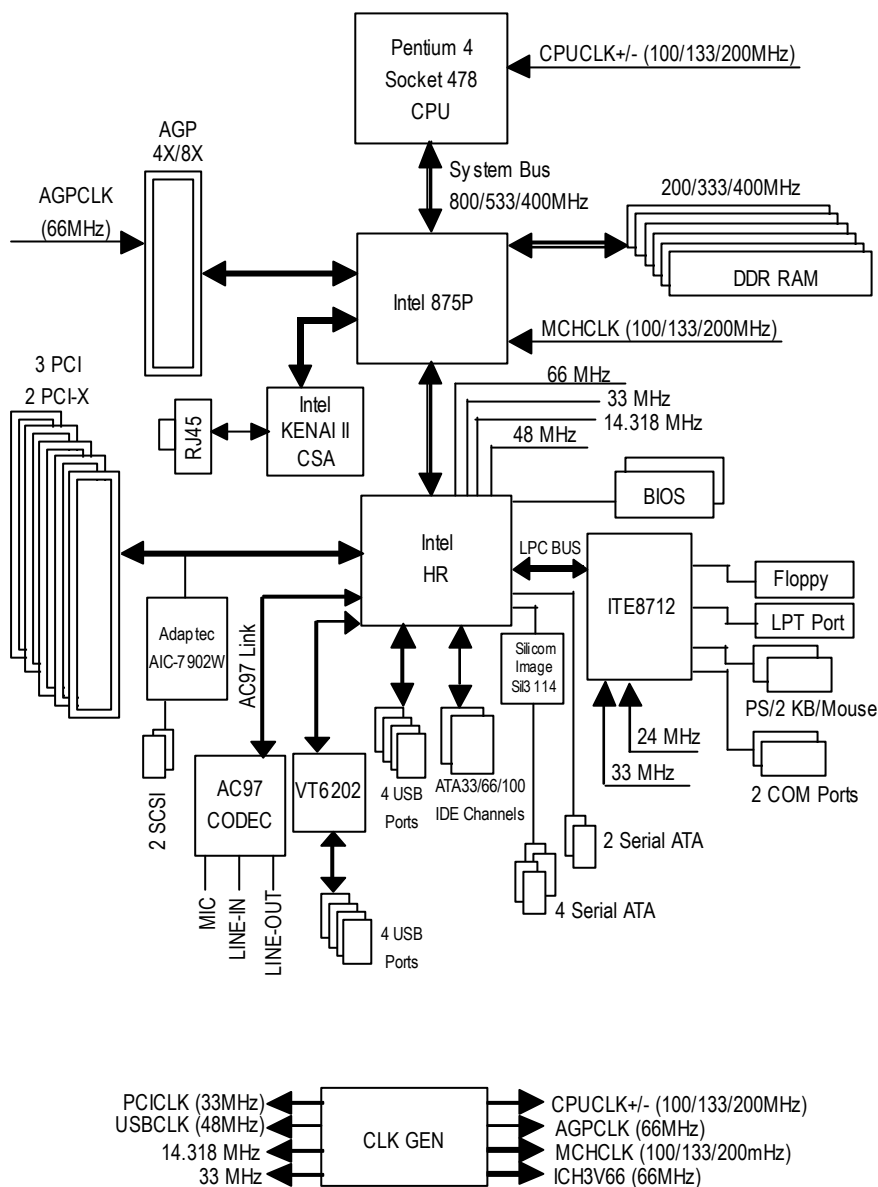 Pentium 4
Socket 478
CPU
CPUCLK+/- (100/133/200MHz)
AGP
4X/8X
System Bus
800/533/400MHz
200/333/400MHz
AGPCLK
(66MHz)
DDR RAM
Intel 875P
MCHCLK (100/133/200MHz)
3 PCI
2 PCI-X
66 MHz
33 MHz
14.318 MHz
48 MHz
RJ45
Intel
KENAI II
CSA
BIOS
Intel
HR
LPC BUS
ITE8712
Floppy
LPT Port
PS/2 KB/Mouse
2 COM Ports
24 MHz
33 MHz
Adaptec
AIC-7902W
AC97 Link
Silicom
Image
Sil3114
2 SCSI
AC97
CODEC
VT6202
4 USB
Ports
ATA33/66/100
IDE Channels
2 Serial ATA
4 Serial ATA
MIC
LINE-IN
LINE-OUT
4 USB
Ports
PCICLK (33MHz)
USBCLK (48MHz)
14.318 MHz
33 MHz
CLK GEN
CPUCLK+/- (100/133/200MHz)
AGPCLK (66MHz)
MCHCLK (100/133/200mHz)
ICH3V66 (66MHz)